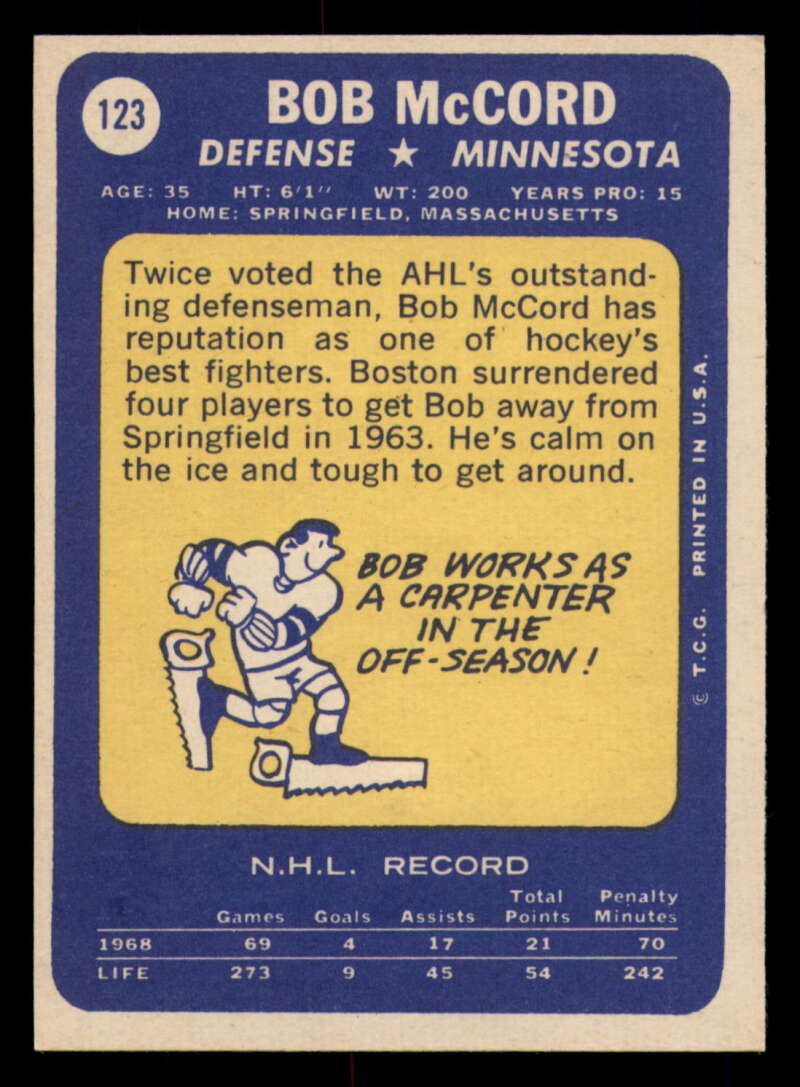 123
BOB McCORD
DEFENSE ★ MINNESOTA
AGE: 35 HT: 6'1" WT: 200 YEARS PRO: 15
HOME: SPRINGFIELD, MASSACHUSETTS
Twice voted the AHL's outstand-
ing defenseman, Bob McCord has
reputation as one of hockey's
best fighters. Boston surrendered
four players to get Bob away from
Springfield in 1963. He's calm on
the ice and tough to get around.
BOB WORKS AS
A CARPENTER
IN THE
OFF-SEASON!
© T.C.G. PRINTED IN U.S.A.
N.H.L. RECORD
Total Penalty
Games Goals Assists Points Minutes
1968 69 4 17 21 70
LIFE 273 9 45 54 242